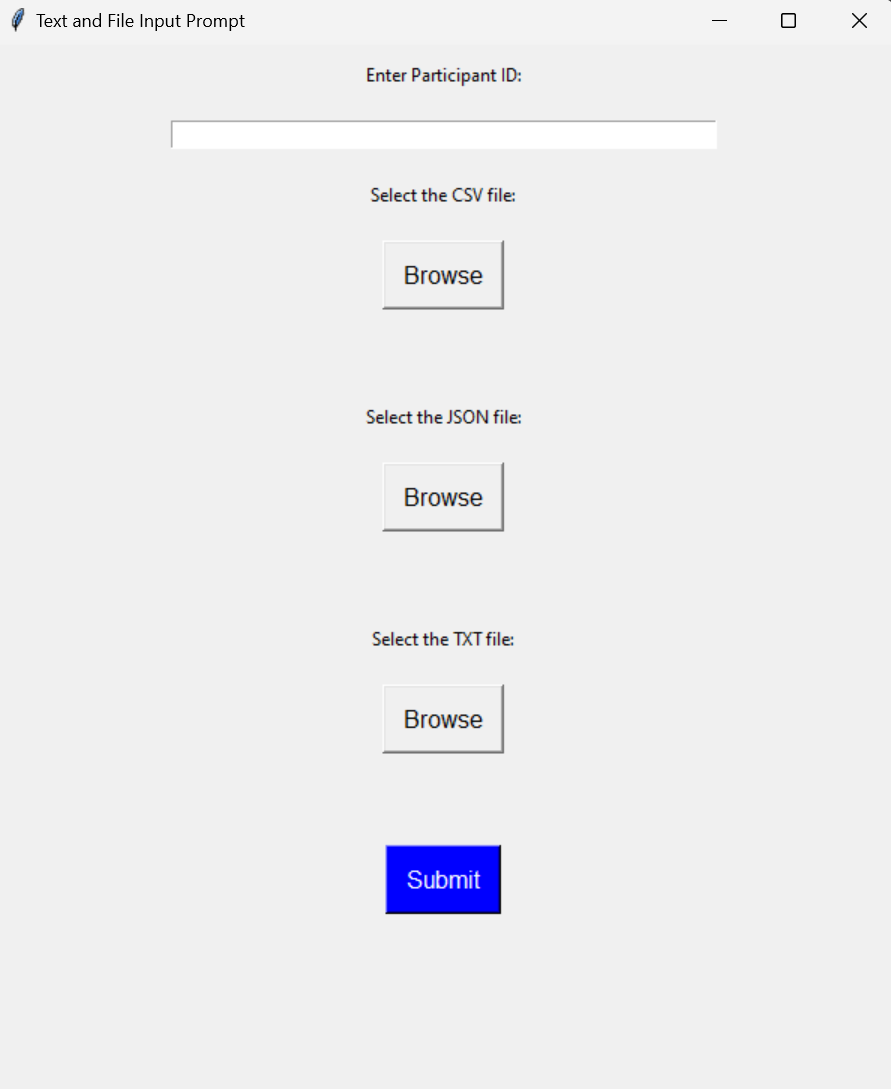 Text and File Input Prompt
Enter Participant ID:
Select the CSV file:
Browse
Select the JSON file:
Browse
Select the TXT file:
Browse
Submit